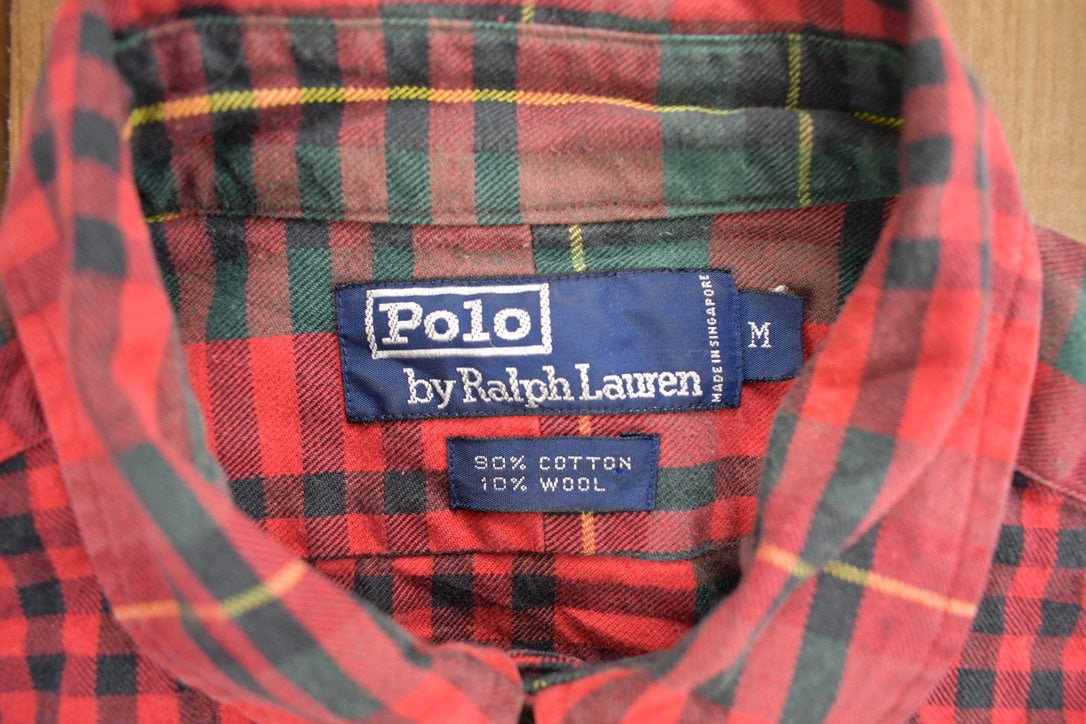 Polo
by Ralph Lauren
MADE IN SINGAPORE
M
90% COTTON
10% WOOL